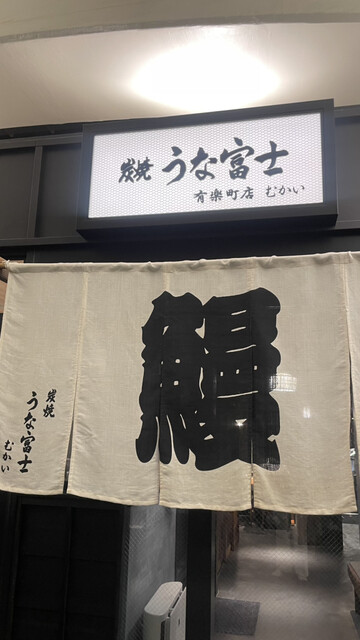 炭焼 うな富士
有楽町店 むかい
鰻
炭焼
うな富士
むかい